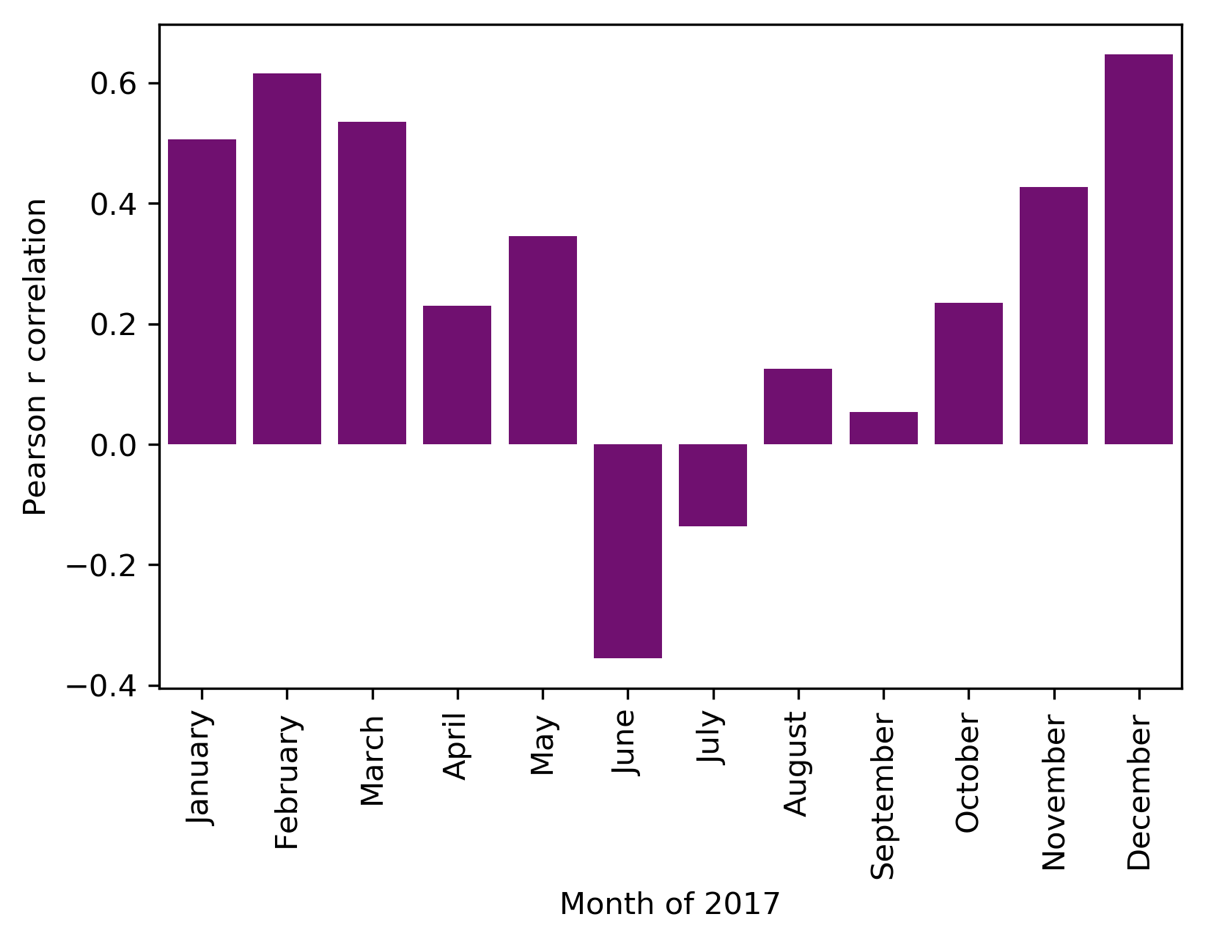 Pearson r correlation
0.6
0.4
0.2
0.0
−0.2
−0.4
January
February
March
April
May
June
July
August
September
October
November
December
Month of 2017